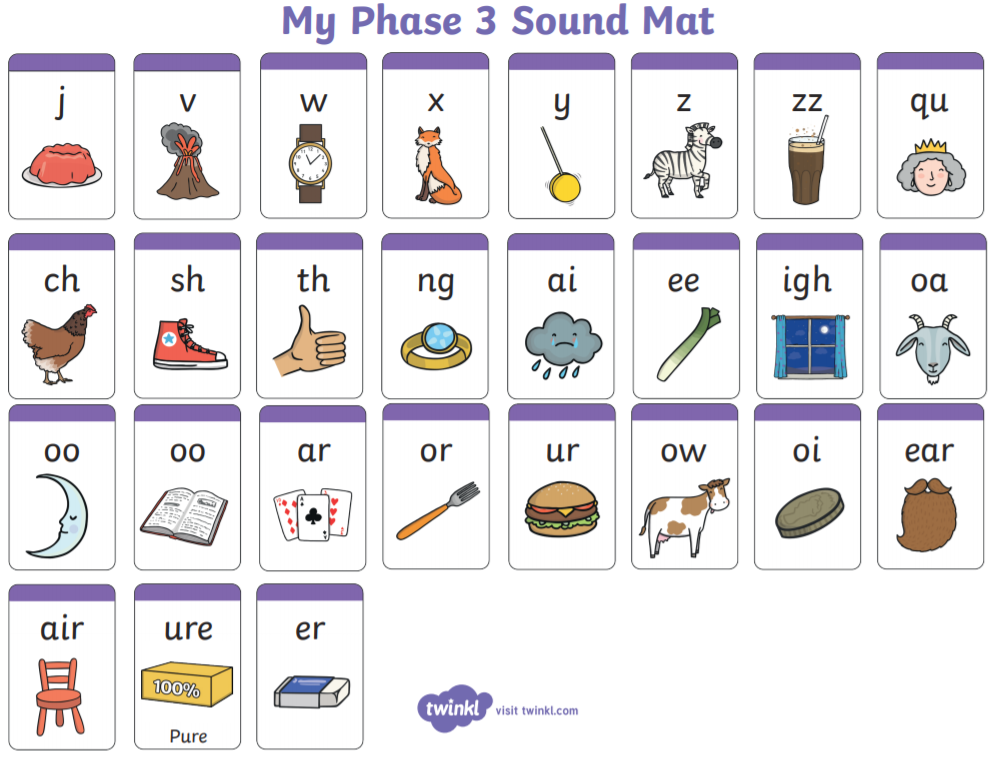 My Phase 3 Sound Mat
j v w x y z zz qu
ch sh th ng ai ee igh oa
oo oo ar or ur ow oi ear
A
air ure er
100%
Pure
twinkl visit twinkl.com